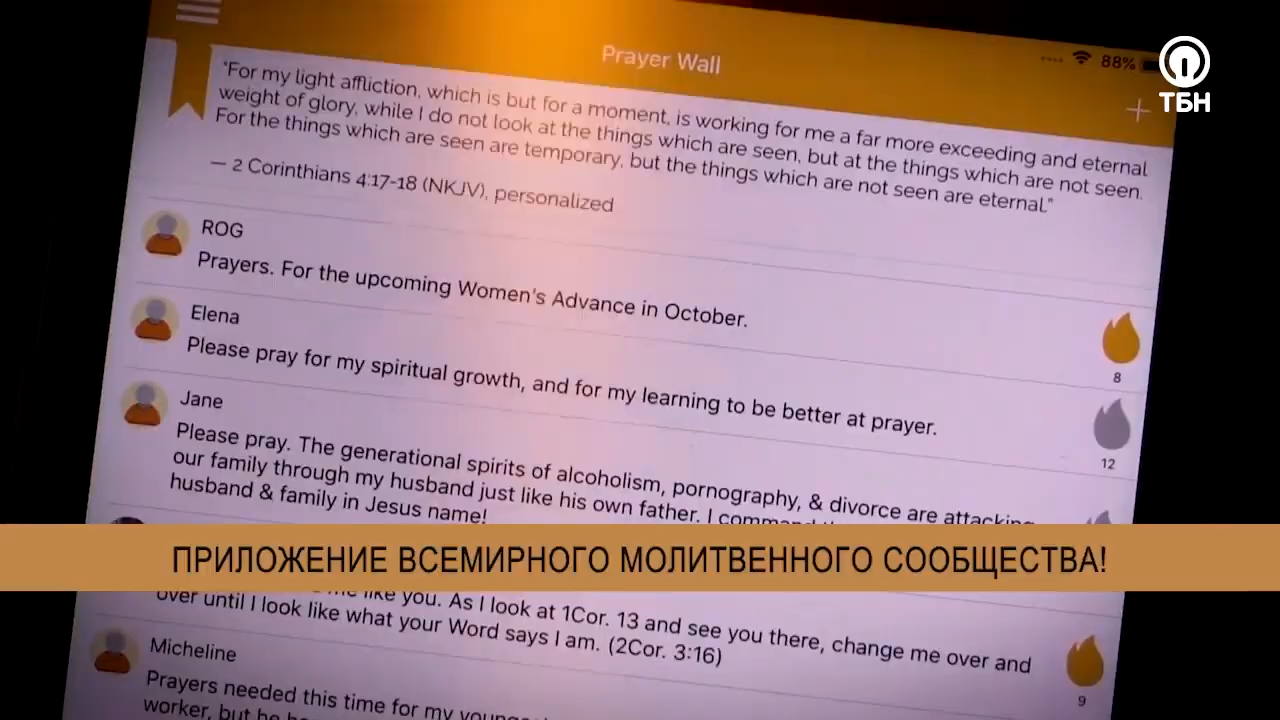 Prayer Wall
88%
ТБН
"For my light affliction, which is but for a moment, is working for me a far more exceeding and eternal
weight of glory, while I do not look at the things which are seen, but at the things which are not seen.
For the things which are seen are temporary, but the things which are not seen are eternal."
— 2 Corinthians 4:17-18 (NKJV), personalized
ROG
Prayers. For the upcoming Women's Advance in October.
8
Elena
Please pray for my spiritual growth, and for my learning to be better at prayer.
12
Jane
Please pray. The generational spirits of alcoholism, pornography, & divorce are attacking
our family through my husband just like his own father. I command
husband & family in Jesus name!
ПРИЛОЖЕНИЕ ВСЕМИРНОГО МОЛИТВЕННОГО СООБЩЕСТВА!
me like you. As I look at 1Cor. 13 and see you there, change me over and
over until I look like what your Word says I am. (2Cor. 3:16)
9
Micheline
Prayers needed this time for my
worker, but he